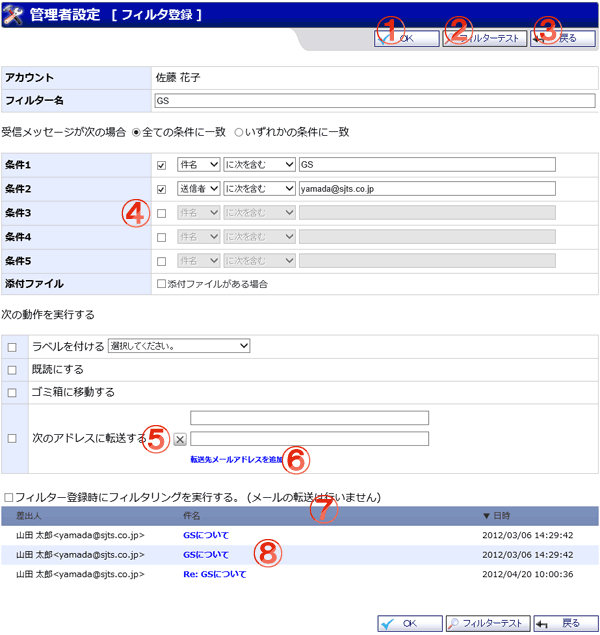 管理者設定 [ フィルタ登録 ]
① OK ② フィルターテスト ③ 戻る
アカウント 佐藤 花子
フィルター名 GS
受信メッセージが次の場合 全ての条件に一致 いずれかの条件に一致
条件1 件名 に次を含む GS
条件2 送信者 に次を含む yamada@sjts.co.jp
条件3 ④ 件名 に次を含む
条件4 件名 に次を含む
条件5 件名 に次を含む
添付ファイル 添付ファイルがある場合
次の動作を実行する
ラベルを付ける 選択してください。
既読にする
ゴミ箱に移動する
次のアドレスに転送する ⑤
転送先メールアドレスを追加 ⑥
フィルター登録時にフィルタリングを実行する。(メールの転送は行いません)
⑦
差出人 件名 ▼ 日時
山田 太郎<yamada@sjts.co.jp> GSについて 2012/03/06 14:29:42
山田 太郎<yamada@sjts.co.jp> GSについて ⑧ 2012/03/06 14:29:42
山田 太郎<yamada@sjts.co.jp> Re: GSについて 2012/04/20 10:00:36
OK フィルターテスト 戻る